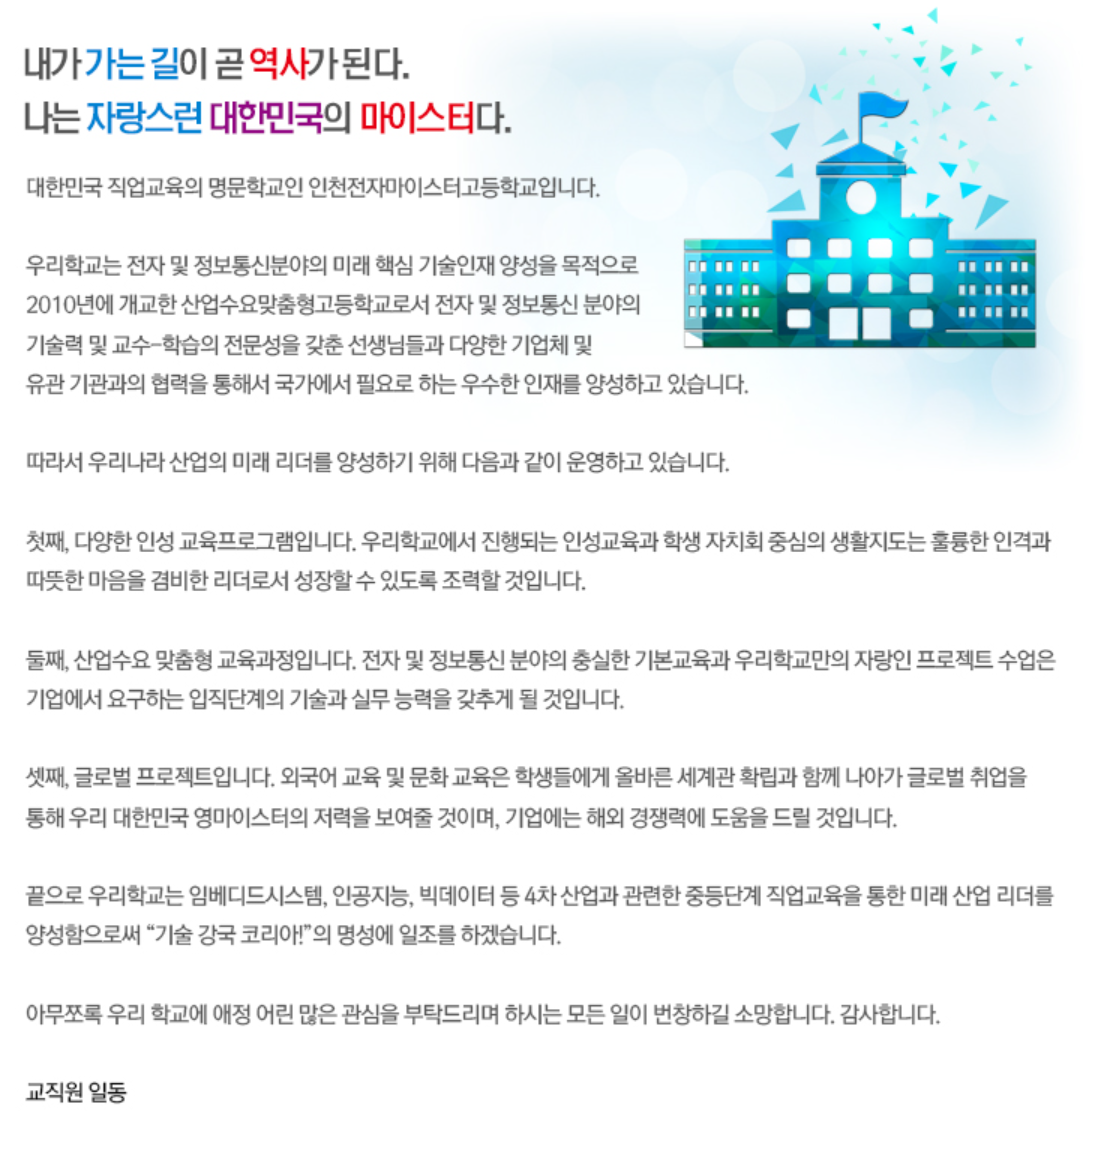 내가 가는 길이 곧 역사가 된다.
나는 자랑스런 대한민국의 마이스터다.
대한민국 직업교육의 명문학교인 인천전자마이스터고등학교입니다.
우리학교는 전자 및 정보통신분야의 미래 핵심 기술인재 양성을 목적으로
2010년에 개교한 산업수요맞춤형고등학교로서 전자 및 정보통신 분야의
기술력 및 교수-학습의 전문성을 갖춘 선생님들과 다양한 기업체 및
유관 기관과의 협력을 통해서 국가에서 필요로 하는 우수한 인재를 양성하고 있습니다.
따라서 우리나라 산업의 미래 리더를 양성하기 위해 다음과 같이 운영하고 있습니다.
첫째, 다양한 인성 교육프로그램입니다. 우리학교에서 진행되는 인성교육과 학생 자치회 중심의 생활지도는 훌륭한 인격과
따뜻한 마음을 겸비한 리더로서 성장할 수 있도록 조력할 것입니다.
둘째, 산업수요 맞춤형 교육과정입니다. 전자 및 정보통신 분야의 충실한 기본교육과 우리학교만의 자랑인 프로젝트 수업은
기업에서 요구하는 입직단계의 기술과 실무 능력을 갖추게 될 것입니다.
셋째, 글로벌 프로젝트입니다. 외국어 교육 및 문화 교육은 학생들에게 올바른 세계관 확립과 함께 나아가 글로벌 취업을
통해 우리 대한민국 영마이스터의 저력을 보여줄 것이며, 기업에는 해외 경쟁력에 도움을 드릴 것입니다.
끝으로 우리학교는 임베디드시스템, 인공지능, 빅데이터 등 4차 산업과 관련한 중등단계 직업교육을 통한 미래 산업 리더를
양성함으로써 “기술 강국 코리아!”의 명성에 일조를 하겠습니다.
아무쪼록 우리 학교에 애정 어린 많은 관심을 부탁드리며 하시는 모든 일이 번창하길 소망합니다. 감사합니다.
교직원 일동